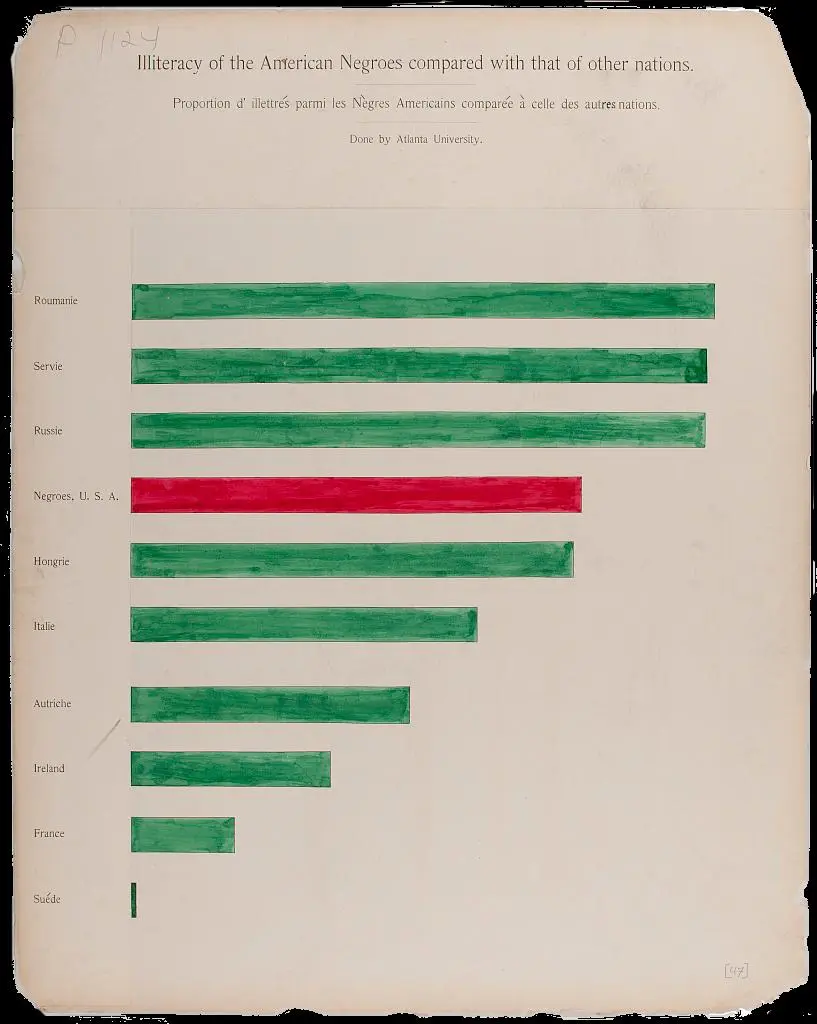 P 1124
Illiteracy of the American Negroes compared with that of other nations.
Proportion d' illettrés parmi les Nègres Americains comparée à celle des autres nations.
Done by Atlanta University.
Roumanie
Servie
Russie
Negroes, U. S. A.
Hongrie
Italie
Autriche
Ireland
France
Suéde
[47]